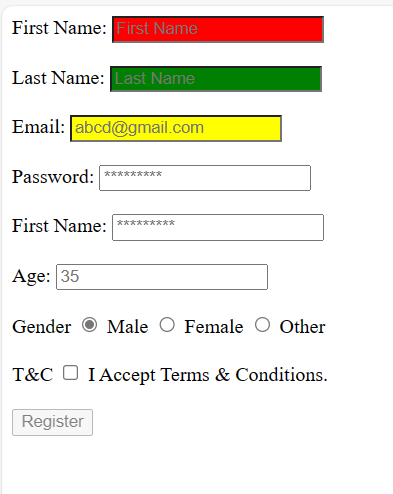 First Name: First Name
Last Name: Last Name
Email: abcd@gmail.com
Password: *********
First Name: *********
Age: 35
Gender Male Female Other
T&C I Accept Terms & Conditions.
Register